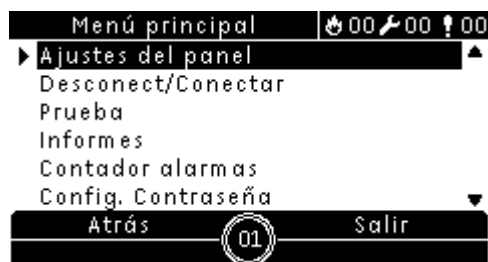 Menú principal 00 00 00
Ajustes del panel
Desconect/Conectar
Prueba
Informes
Contador alarmas
Config. Contraseña
Atrás 01 Salir